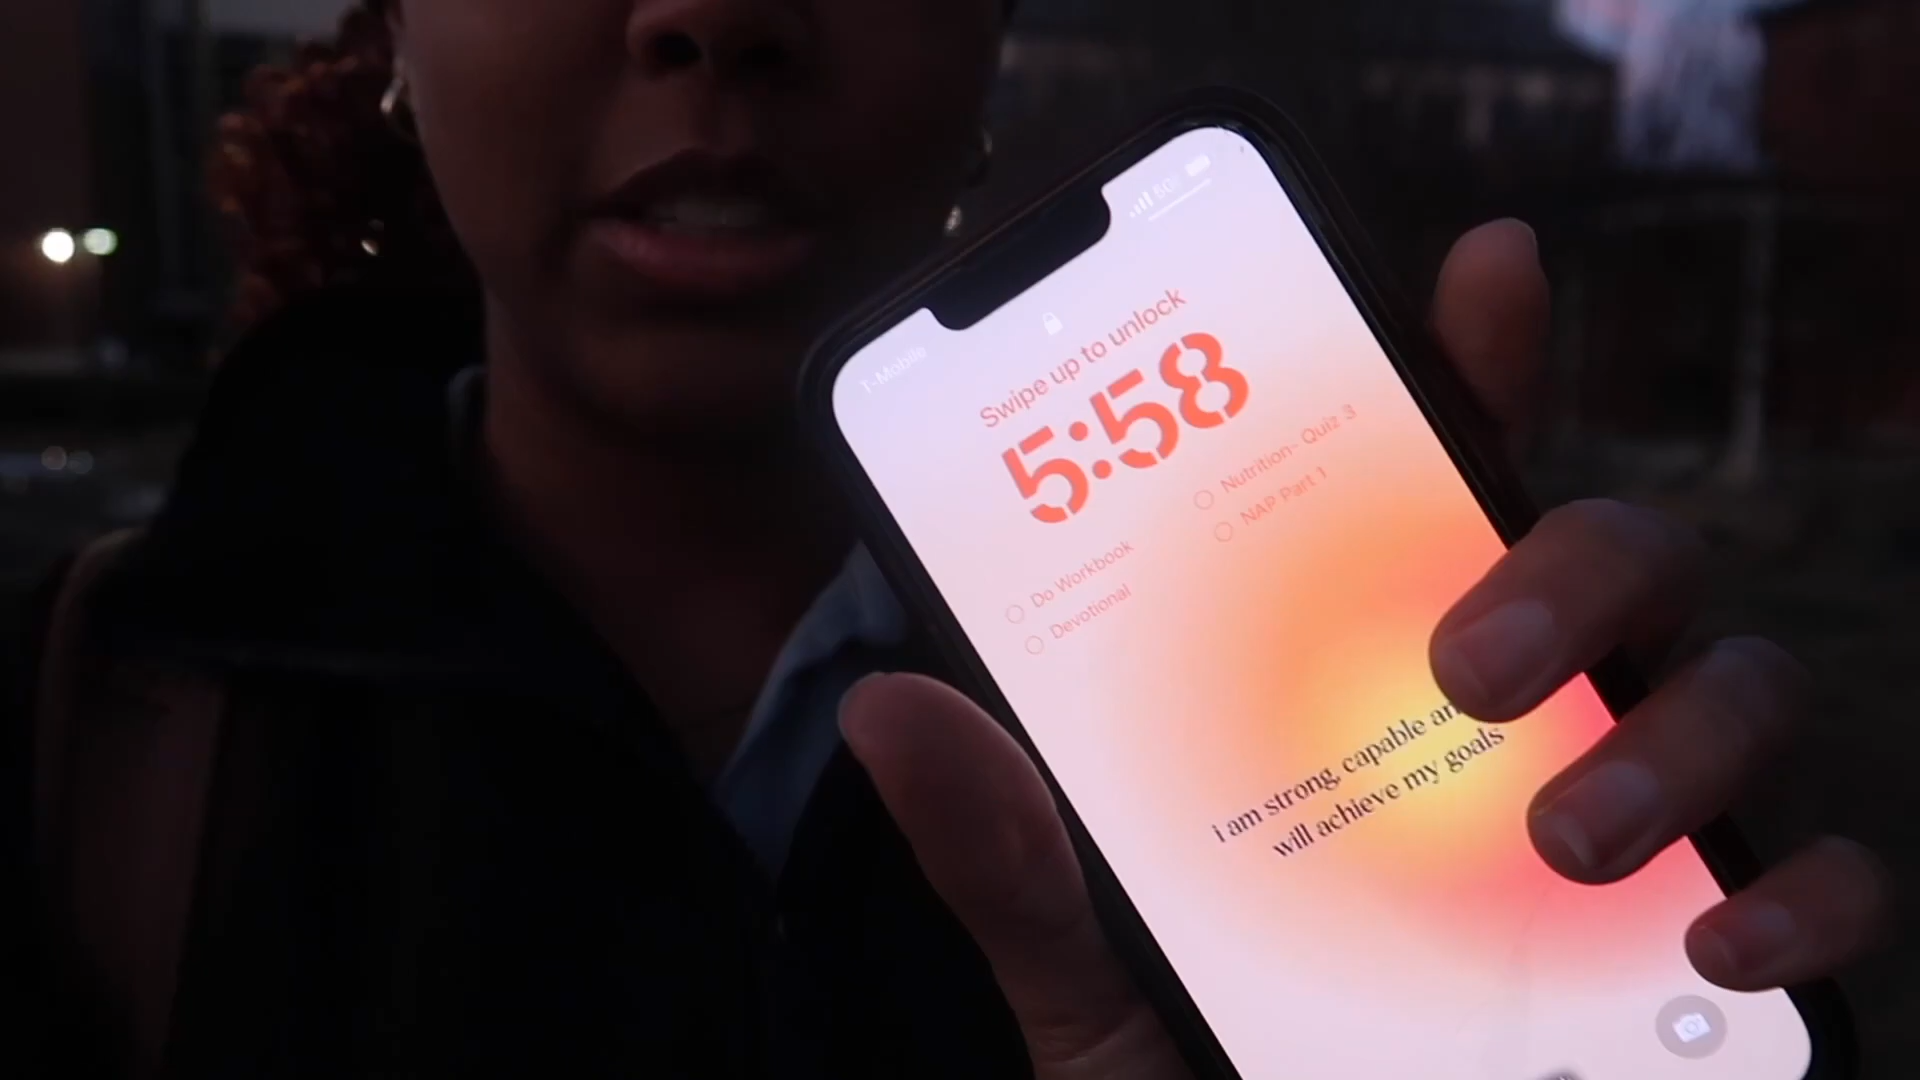 T-Mobile
5G
Swipe up to unlock
5:58
Do Workbook
Devotional
Nutrition- Quiz 3
NAP Part 1
i am strong, capable an
will achieve my goals